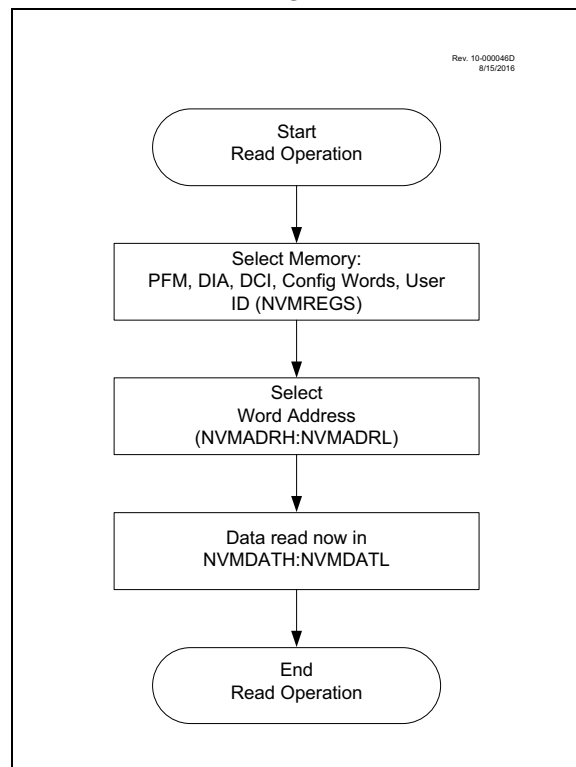 Rev. 10-000046D
8/15/2016
Start
Read Operation
Select Memory:
PFM, DIA, DCI, Config Words, User
ID (NVMREGS)
Select
Word Address
(NVMADRH:NVMADRL)
Data read now in
NVMDATH:NVMDATL
End
Read Operation